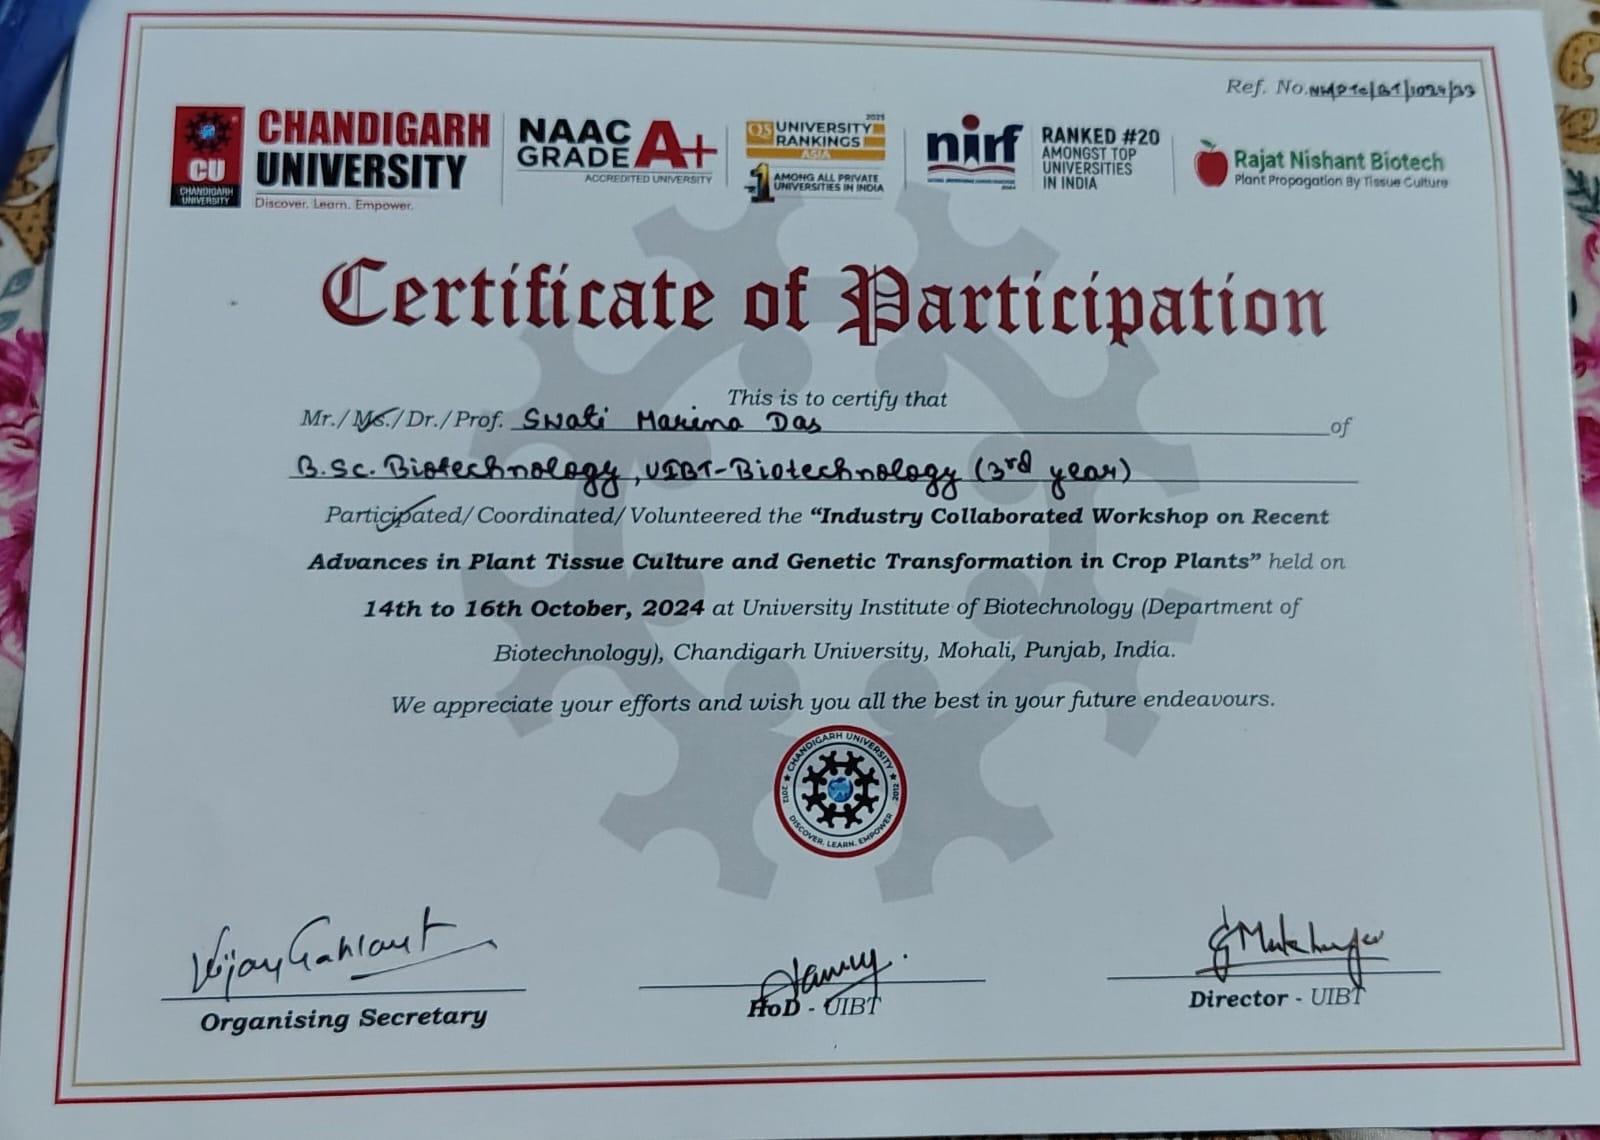 Ref. No.
CHANDIGARH
UNIVERSITY
Discover. Learn. Empower.
CU
CHANDIGARH
UNIVERSITY
NAAC
GRADE A+
ACCREDITED UNIVERSITY
2025
QS UNIVERSITY
RANKINGS
ASIA
1 AMONG ALL PRIVATE
UNIVERSITIES IN INDIA
nirf
RANKED #20
AMONGST TOP
UNIVERSITIES
IN INDIA
Rajat Nishant Biotech
Plant Propagation By Tissue Culture
Certificate of Participation
This is to certify that
Mr./Ms./Dr./Prof. Swati Marina Das of
B.Sc. Biotechnology, UIBT-Biotechnology (3rd year)
Participated/Coordinated/Volunteered the “Industry Collaborated Workshop on Recent
Advances in Plant Tissue Culture and Genetic Transformation in Crop Plants” held on
14th to 16th October, 2024 at University Institute of Biotechnology (Department of
Biotechnology), Chandigarh University, Mohali, Punjab, India.
We appreciate your efforts and wish you all the best in your future endeavours.
CHANDIGARH UNIVERSITY
2012 2012
DISCOVER. LEARN. EMPOWER
Vijay Gahlaut
Organising Secretary
HoD - UIBT
Director - UIBT